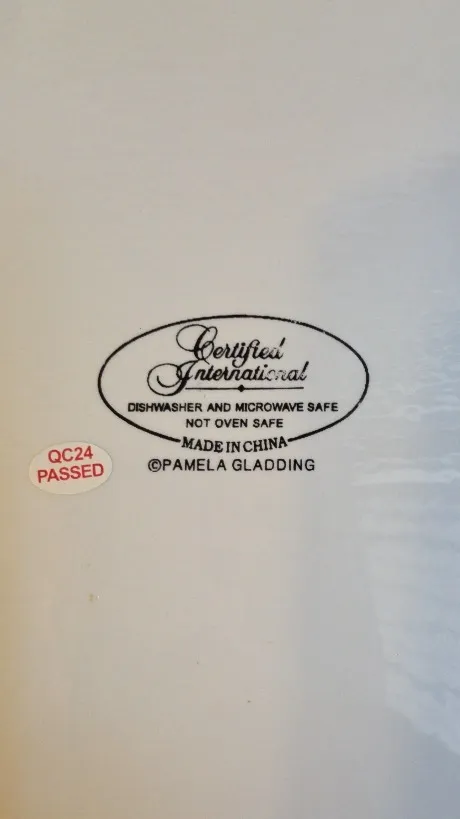 Certified
International
DISHWASHER AND MICROWAVE SAFE
NOT OVEN SAFE
MADE IN CHINA
©PAMELA GLADDING
QC24
PASSED